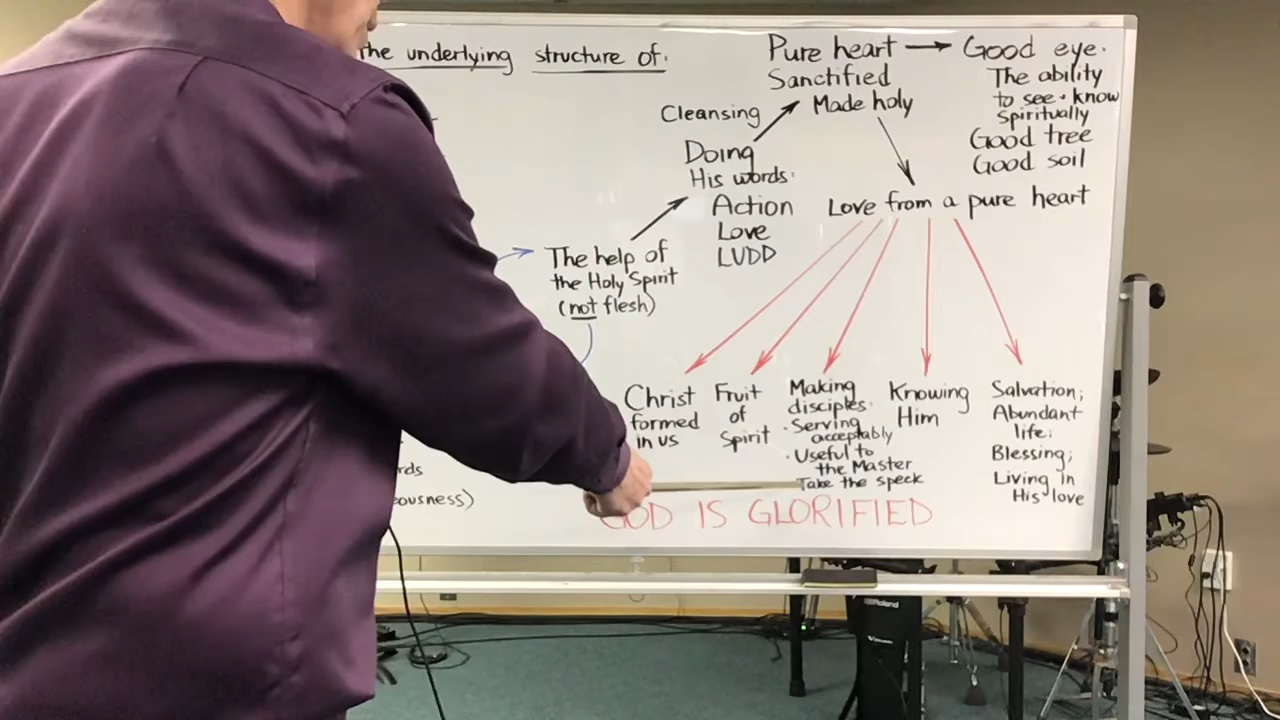 the underlying structure of:
Pure heart → Good eye.
Sanctified
Made holy
The ability
to see + know
Spiritually
Good tree
Good soil
Cleansing
Doing
His words.
Action
Love
LUDD
Love from a pure heart
The help of
the Holy Spirit
(not flesh)
Christ
formed
in us
Fruit
of
Spirit
Making
disciples.
· Serving
acceptably
· Useful to
the Master
Take the speck
Knowing
Him
Salvation;
Abundant
life;
Blessing;
Living in
His love
GOD IS GLORIFIED
Roland